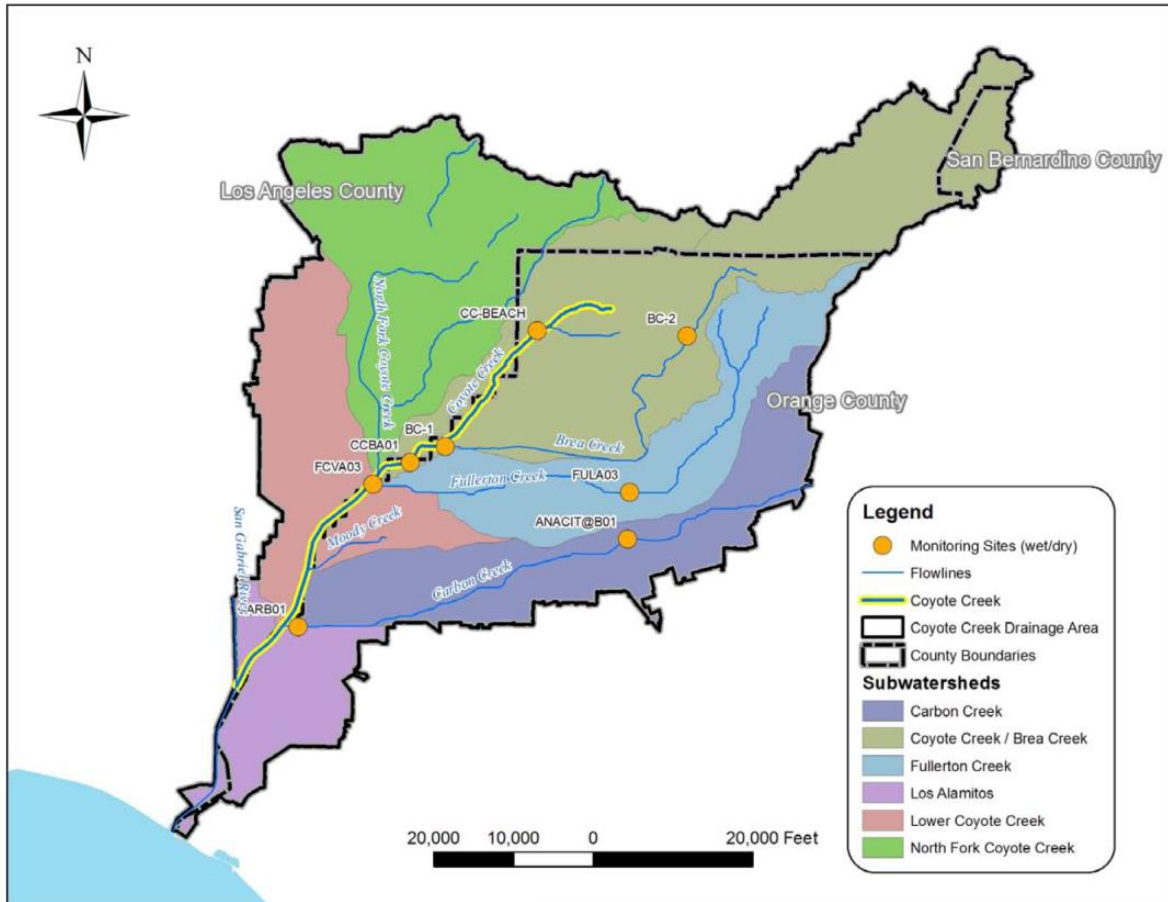 N
San Bernardino County
Los Angeles County
North Fork Coyote Creek
CC-BEACH
BC-2
Coyote Creek
Orange County
BC-1
CCBA01
Brea Creek
FCVA03
Fullerton Creek
FULA03
ANACIT@B01
Moody Creek
San Gabriel River
Carbon Creek
ARB01
Legend
Monitoring Sites (wet/dry)
Flowlines
Coyote Creek
Coyote Creek Drainage Area
County Boundaries
Subwatersheds
Carbon Creek
Coyote Creek / Brea Creek
Fullerton Creek
Los Alamitos
Lower Coyote Creek
North Fork Coyote Creek
20,000 10,000 0 20,000 Feet